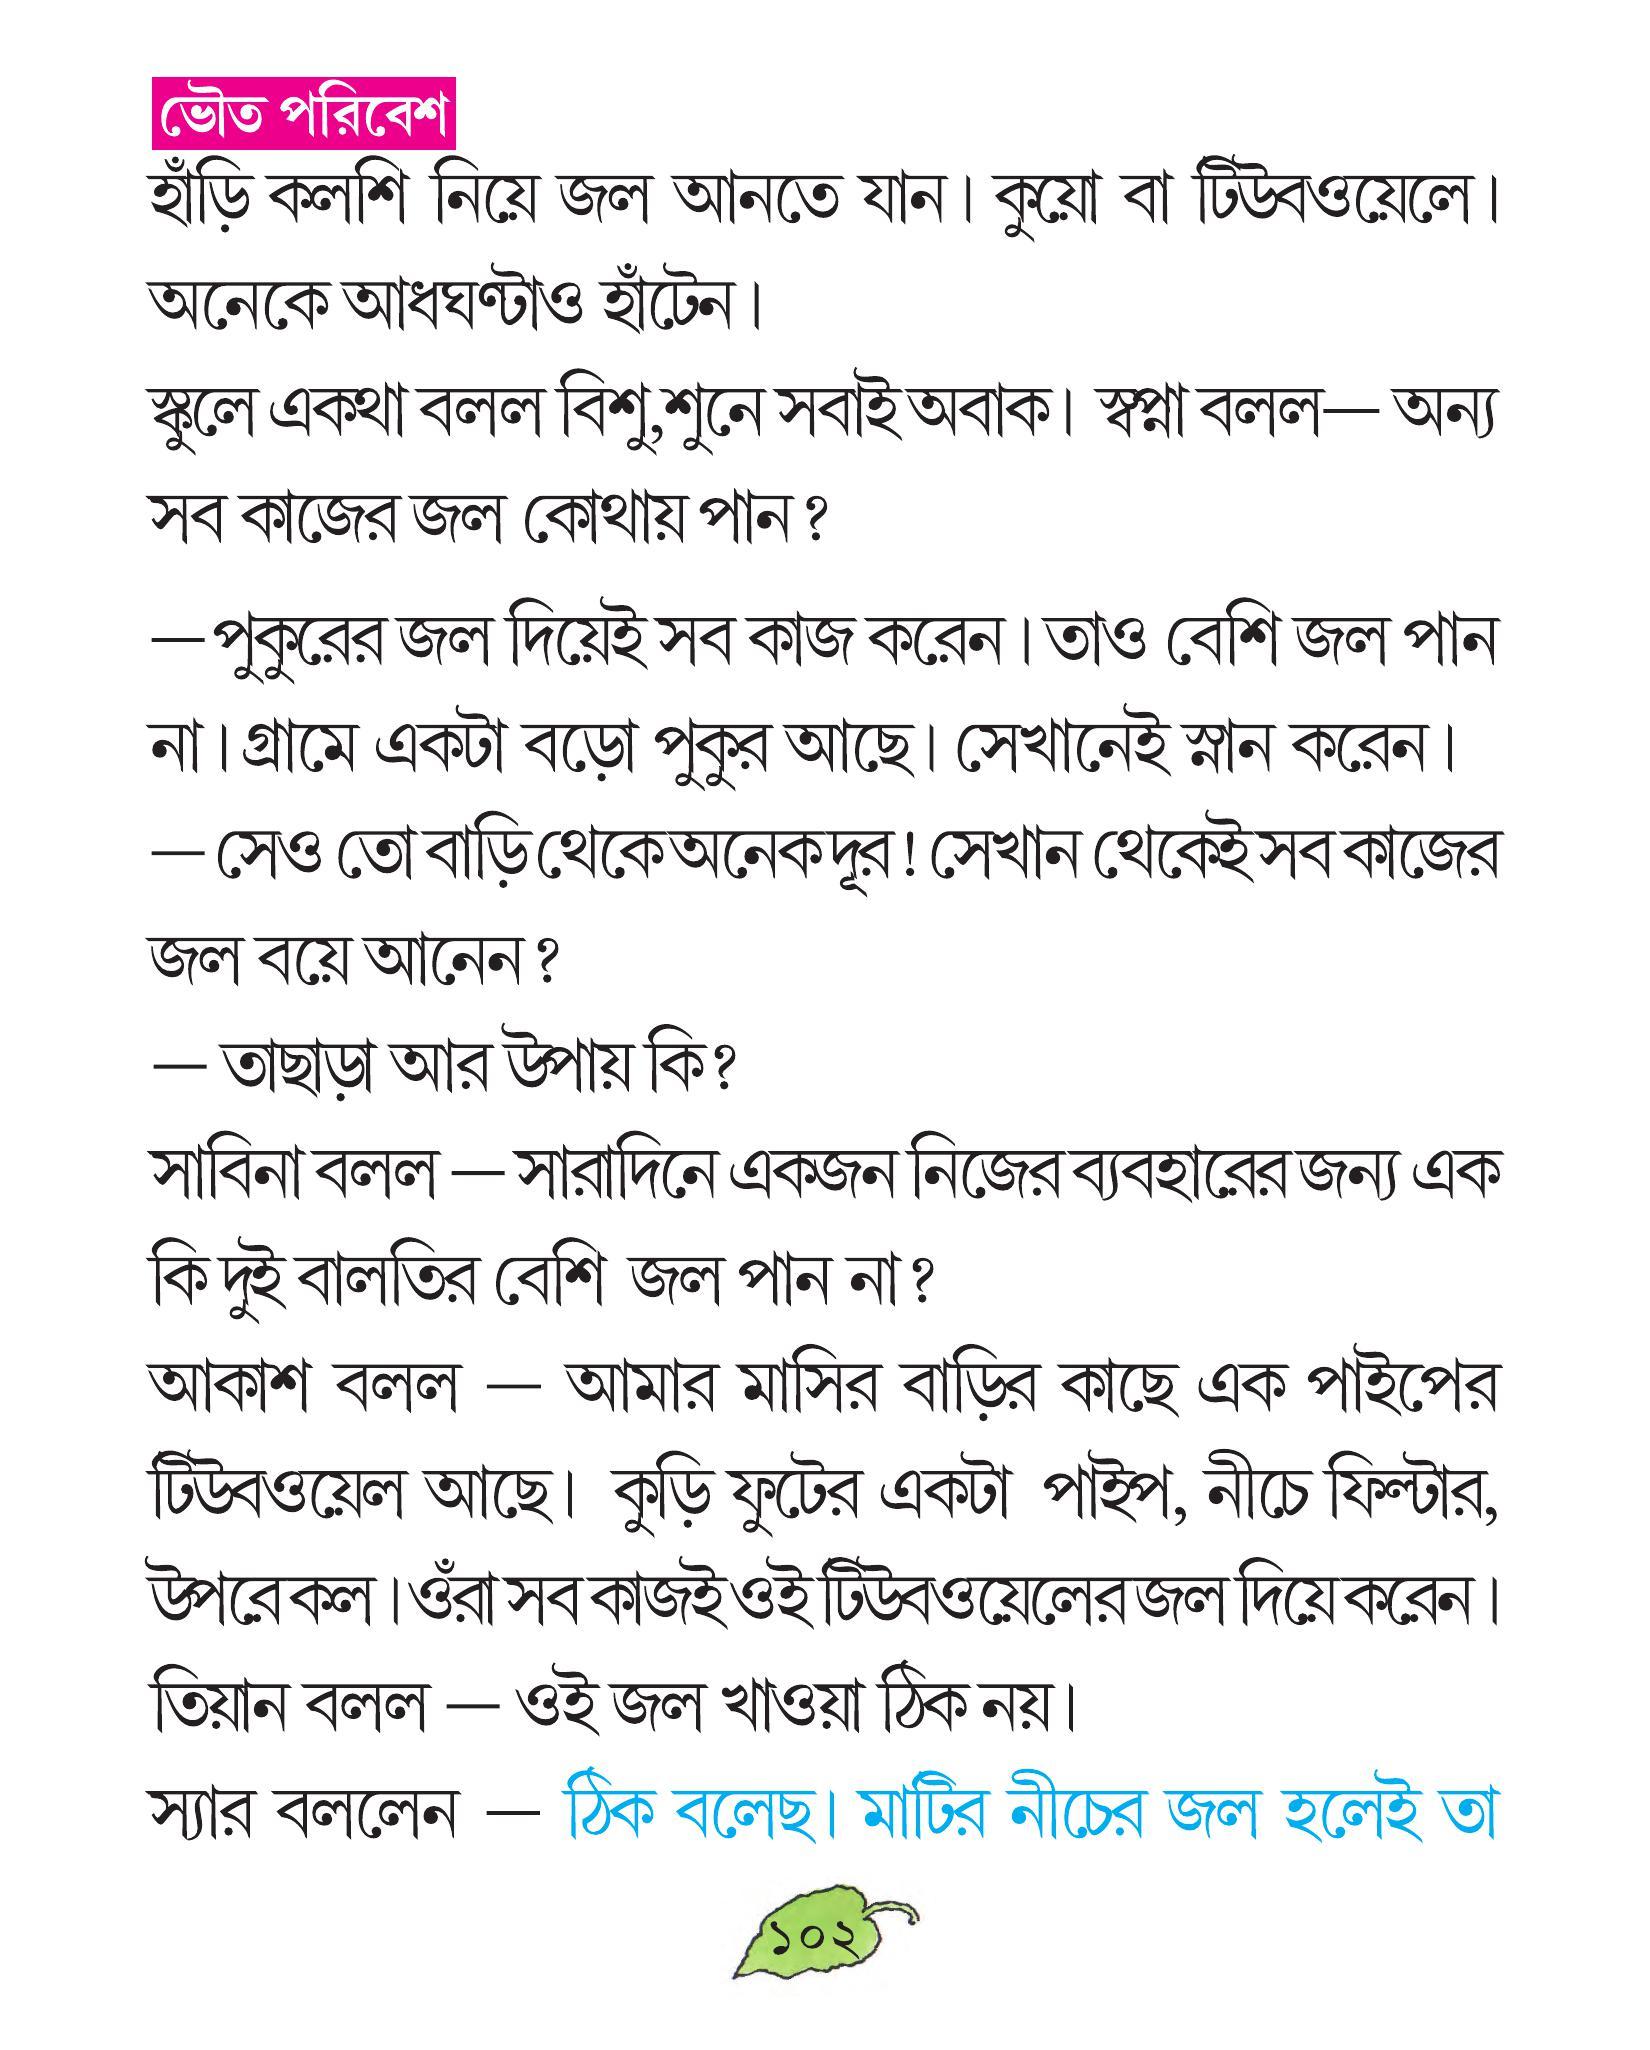 ভৌত পরিবেশ
হাঁড়ি কলশি নিয়ে জল আনতে যান। কুয়ো বা টিউবওয়েলে।
অনেকে আধঘণ্টাও হাঁটেন।
স্কুলে একথা বলল বিশু,শুনে সবাই অবাক। স্বপ্না বলল— অন্য
সব কাজের জল কোথায় পান?
— পুকুরের জল দিয়েই সব কাজ করেন। তাও বেশি জল পান
না। গ্রামে একটা বড়ো পুকুর আছে। সেখানেই স্নান করেন।
— সেও তো বাড়ি থেকে অনেক দূর! সেখান থেকেই সব কাজের
জল বয়ে আনেন?
— তাছাড়া আর উপায় কি?
সাবিনা বলল — সারাদিনে একজন নিজের ব্যবহারের জন্য এক
কি দুই বালতির বেশি জল পান না?
আকাশ বলল — আমার মাসির বাড়ির কাছে এক পাইপের
টিউবওয়েল আছে। কুড়ি ফুটের একটা পাইপ, নীচে ফিল্টার,
উপরে কল। ওঁরা সব কাজই ওই টিউবওয়েলের জল দিয়ে করেন।
তিয়ান বলল — ওই জল খাওয়া ঠিক নয়।
স্যার বললেন — ঠিক বলেছ। মাটির নীচের জল হলেই তা
১০২